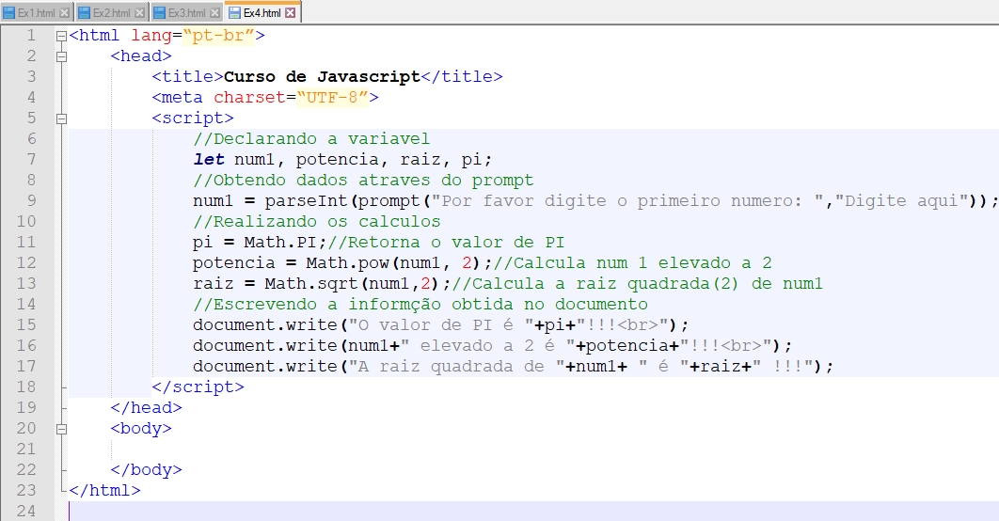 Ex1.html Ex2.html Ex3.html Ex4.html
1 <html lang=“pt-br”>
2 <head>
3 <title>Curso de Javascript</title>
4 <meta charset=“UTF-8”>
5 <script>
6 //Declarando a variavel
7 let num1, potencia, raiz, pi;
8 //Obtendo dados atraves do prompt
9 num1 = parseInt(prompt("Por favor digite o primeiro numero: ","Digite aqui"));
10 //Realizando os calculos
11 pi = Math.PI;//Retorna o valor de PI
12 potencia = Math.pow(num1, 2);//Calcula num 1 elevado a 2
13 raiz = Math.sqrt(num1,2);//Calcula a raiz quadrada(2) de num1
14 //Escrevendo a informção obtida no documento
15 document.write("O valor de PI é "+pi+"!!!<br>");
16 document.write(num1+" elevado a 2 é "+potencia+"!!!<br>");
17 document.write("A raiz quadrada de "+num1+ " é "+raiz+" !!!");
18 </script>
19 </head>
20 <body>
21
22 </body>
23 </html>
24